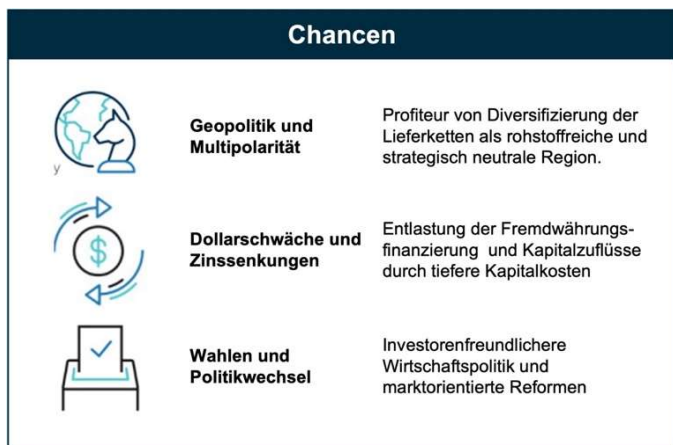 Chancen
Geopolitik und
Multipolarität
Profiteur von Diversifizierung der
Lieferketten als rohstoffreiche und
strategisch neutrale Region.
y
$
Dollarschwäche und
Zinssenkungen
Entlastung der Fremdwährungs-
finanzierung und Kapitalzuflüsse
durch tiefere Kapitalkosten
Wahlen und
Politikwechsel
Investorenfreundlichere
Wirtschaftspolitik und
marktorientierte Reformen